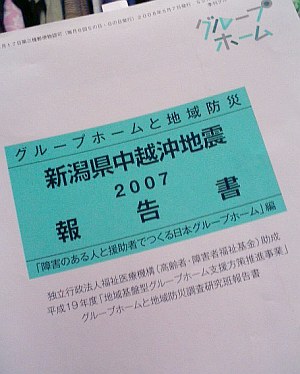 グループ
ホーム
グループホームと地域防災
新潟県中越沖地震
2007
報告書
「障害のある人と援助者でつくる日本グループホーム」編
独立行政法人福祉医療機構(高齢者・障害者福祉基金)助成
平成19年度「地域基盤型グループホーム支援方策推進事業」
グループホームと地域防災調査研究班報告書